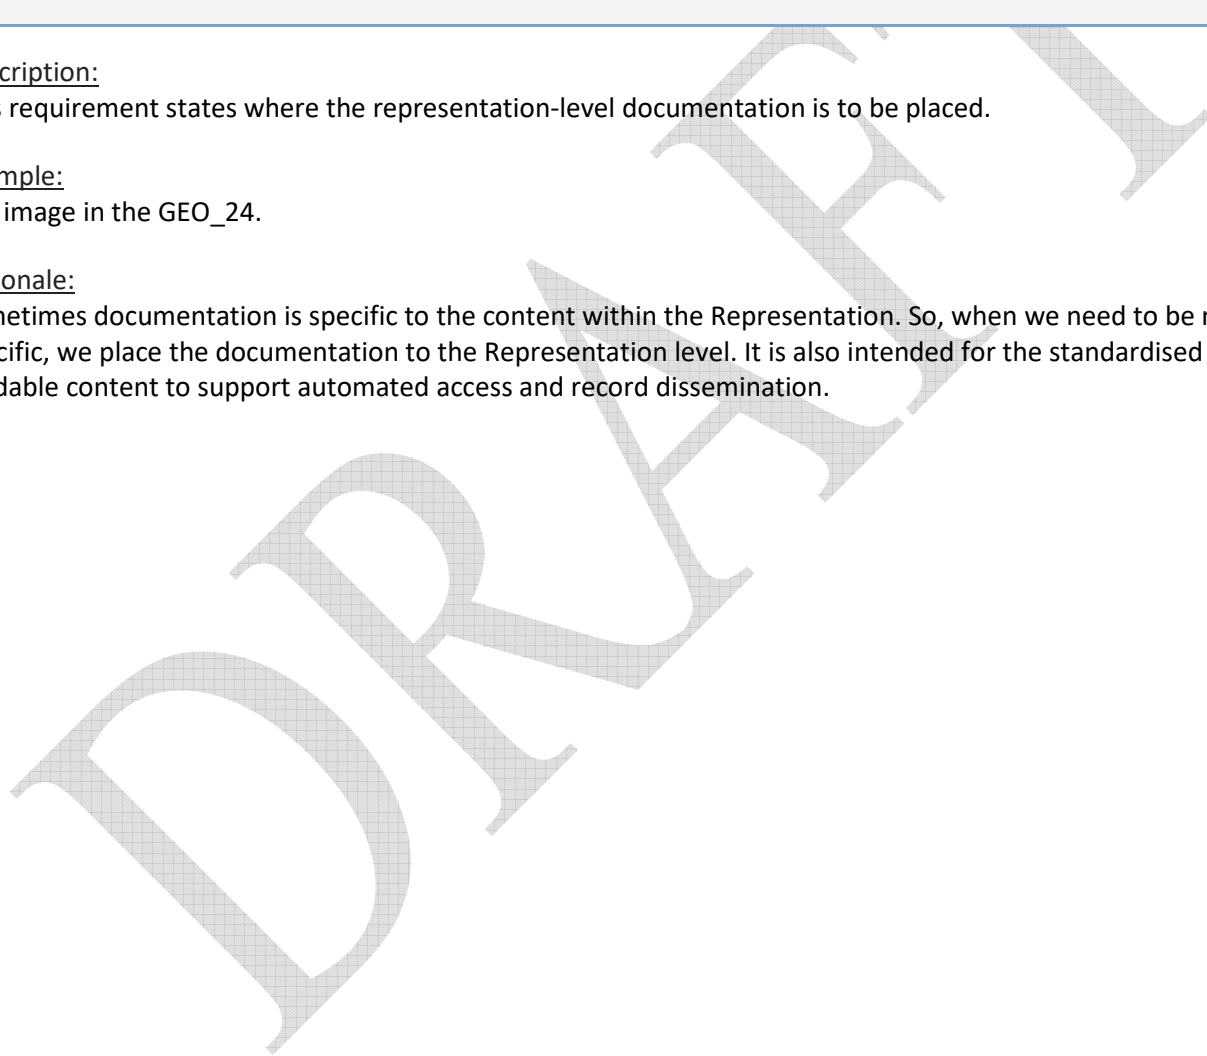 cription:
s requirement states where the representation-level documentation is to be placed.
mple:
image in the GEO_24.
onale:
netimes documentation is specific to the content within the Representation. So, when we need to be
cific, we place the documentation to the Representation level. It is also intended for the standardised
dable content to support automated access and record dissemination.
DRAFT